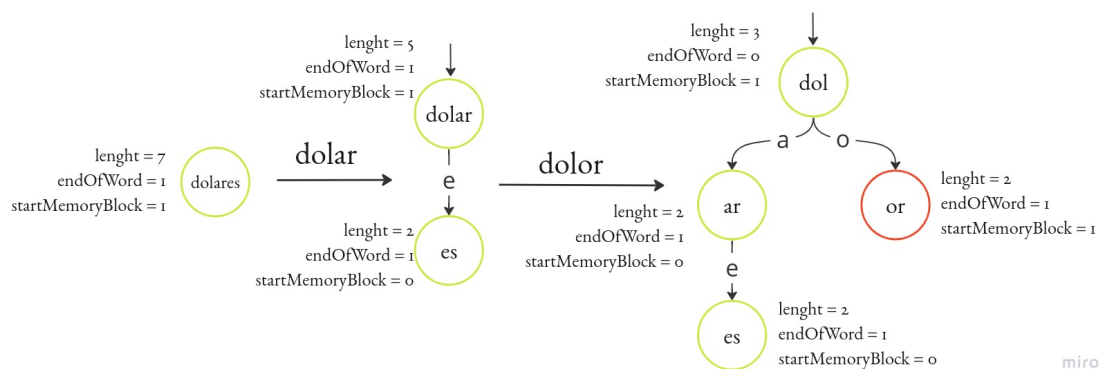 lenght = 7
endOfWord = 1
startMemoryBlock = 1
dolares
dolar
lenght = 5
endOfWord = 1
startMemoryBlock = 1
dolar
e
lenght = 2
endOfWord = 1
startMemoryBlock = 0
es
dolor
lenght = 3
endOfWord = 0
startMemoryBlock = 1
dol
a
o
lenght = 2
endOfWord = 1
startMemoryBlock = 0
ar
or
lenght = 2
endOfWord = 1
startMemoryBlock = 1
e
es
lenght = 2
endOfWord = 1
startMemoryBlock = 0
miro